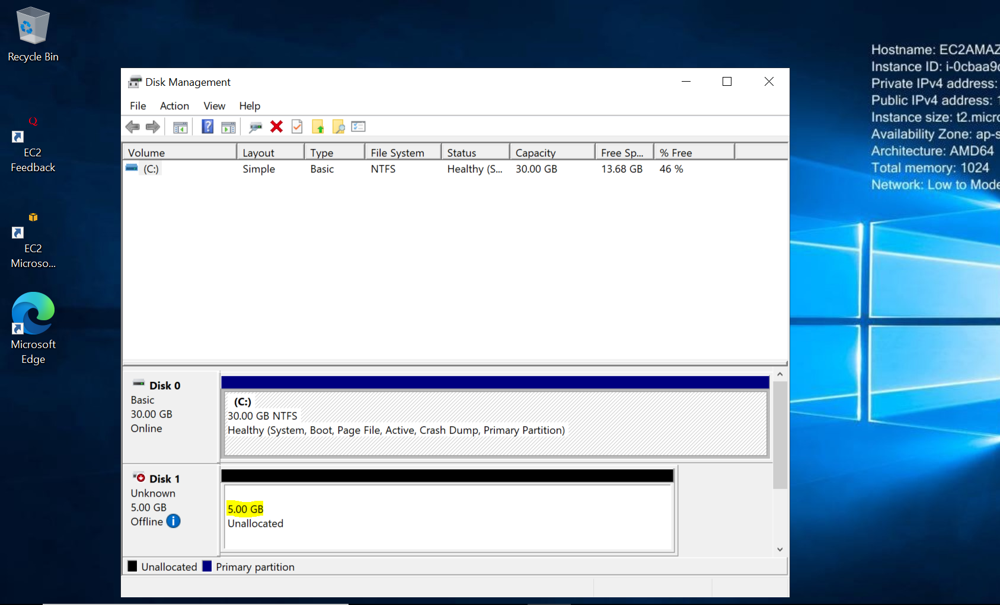 Recycle Bin
EC2
Feedback
EC2
Microso...
Microsoft
Edge
Hostname: EC2AMAZ
Instance ID: i-0cbaa9
Private IPv4 address:
Public IPv4 address: 1
Instance size: t2.micro
Availability Zone: ap-s
Architecture: AMD64
Total memory: 1024
Network: Low to Mode
Disk Management
File Action View Help
Volume Layout Type File System Status Capacity Free Sp... % Free
(C:) Simple Basic NTFS Healthy (S... 30.00 GB 13.68 GB 46 %
Disk 0
Basic
30.00 GB
Online
(C:)
30.00 GB NTFS
Healthy (System, Boot, Page File, Active, Crash Dump, Primary Partition)
Disk 1
Unknown
5.00 GB
Offline
5.00 GB
Unallocated
Unallocated Primary partition